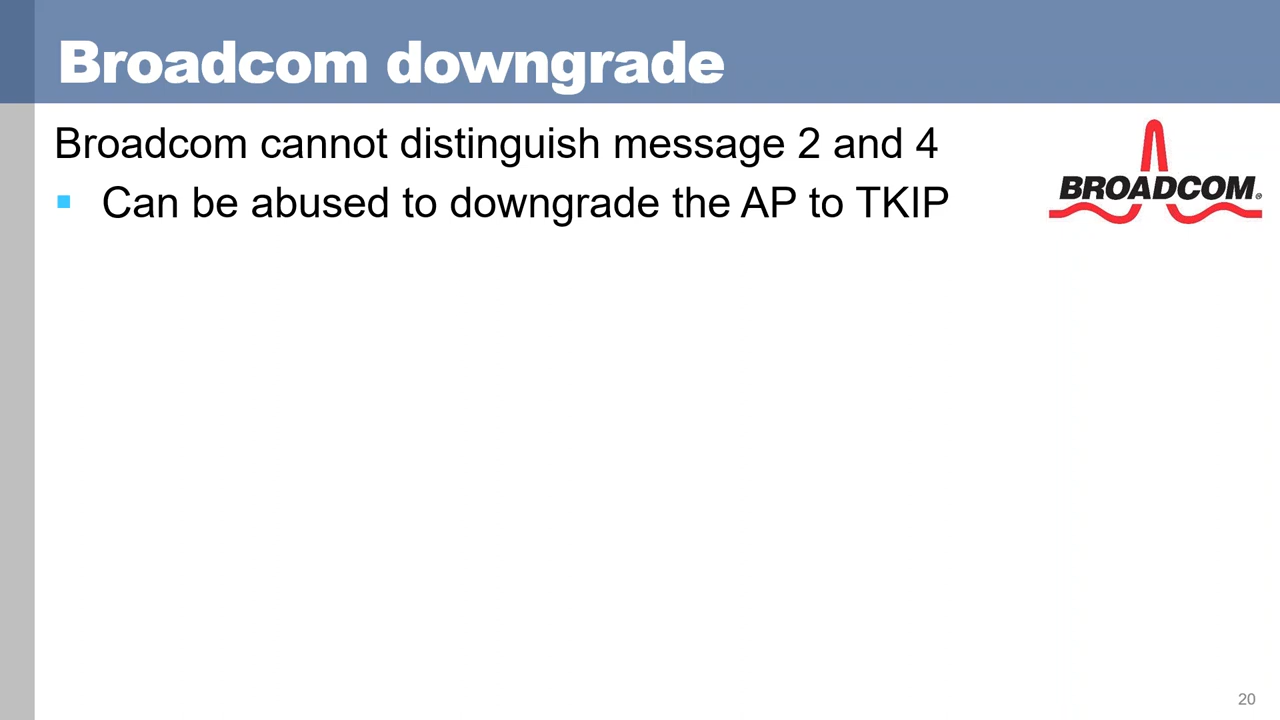 Broadcom downgrade
Broadcom cannot distinguish message 2 and 4
▪ Can be abused to downgrade the AP to TKIP
BROADCOM®
20